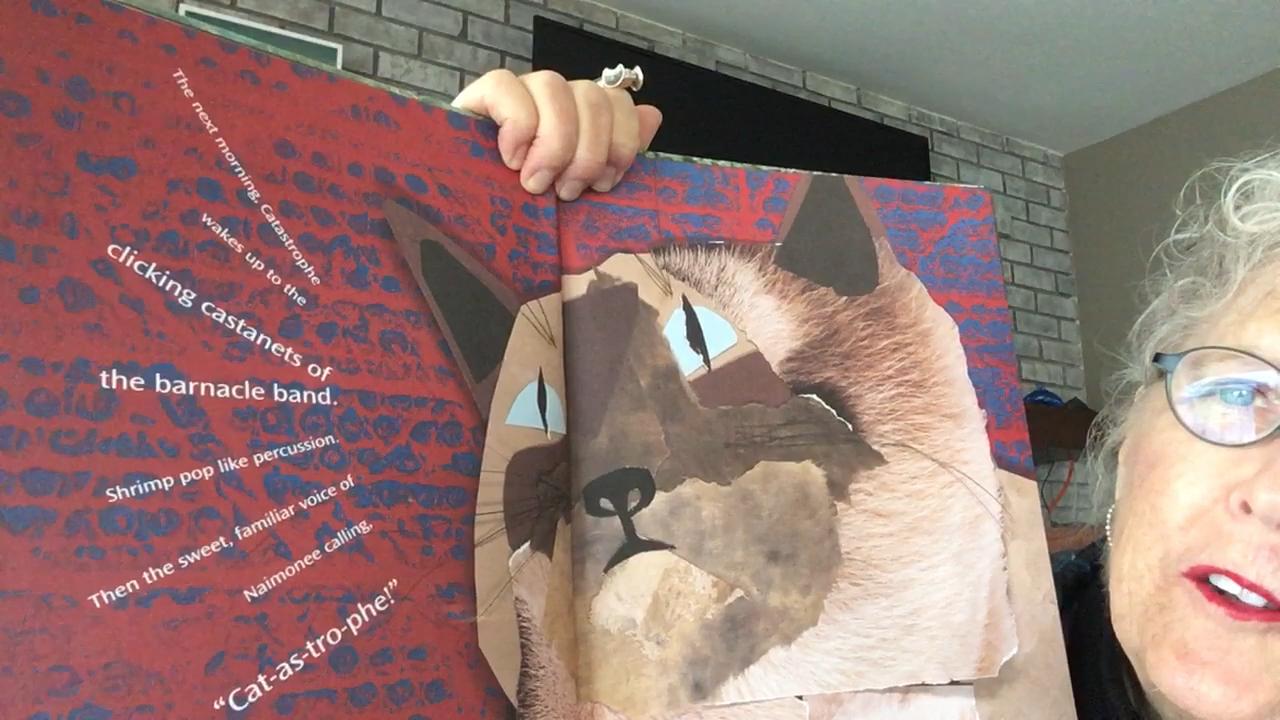 The next morning, Catastrophe
wakes up to the
clicking castanets of
the barnacle band.
Shrimp pop like percussion.
Then the sweet, familiar voice of
Naimonee calling,
“Cat-as-tro-phe!”